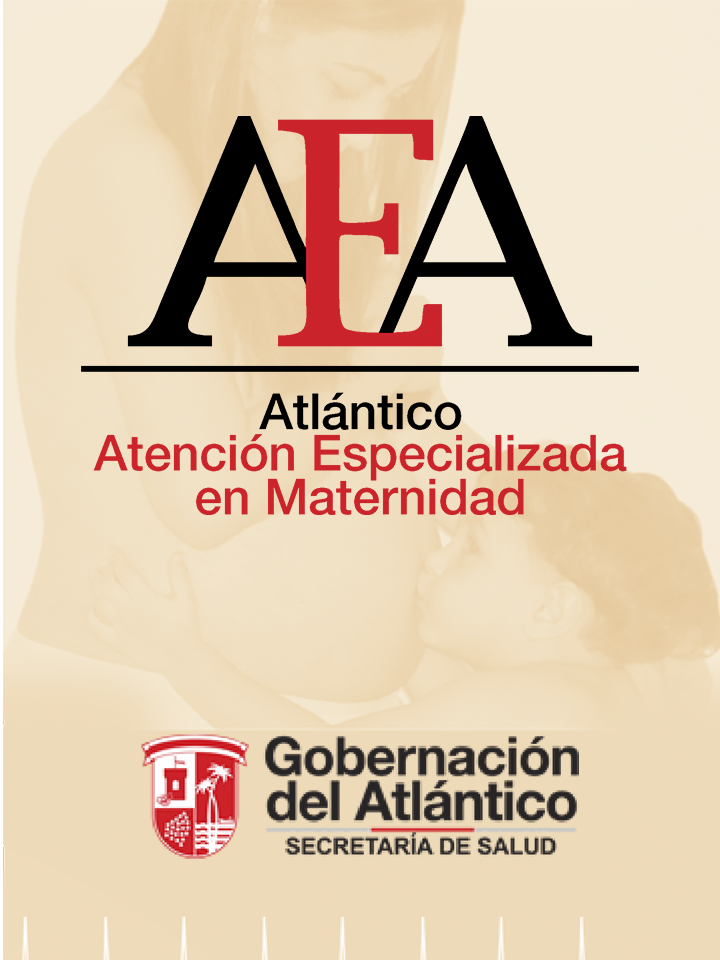 AEA
Atlántico
Atención Especializada
en Maternidad
Gobernación
del Atlántico
SECRETARÍA DE SALUD